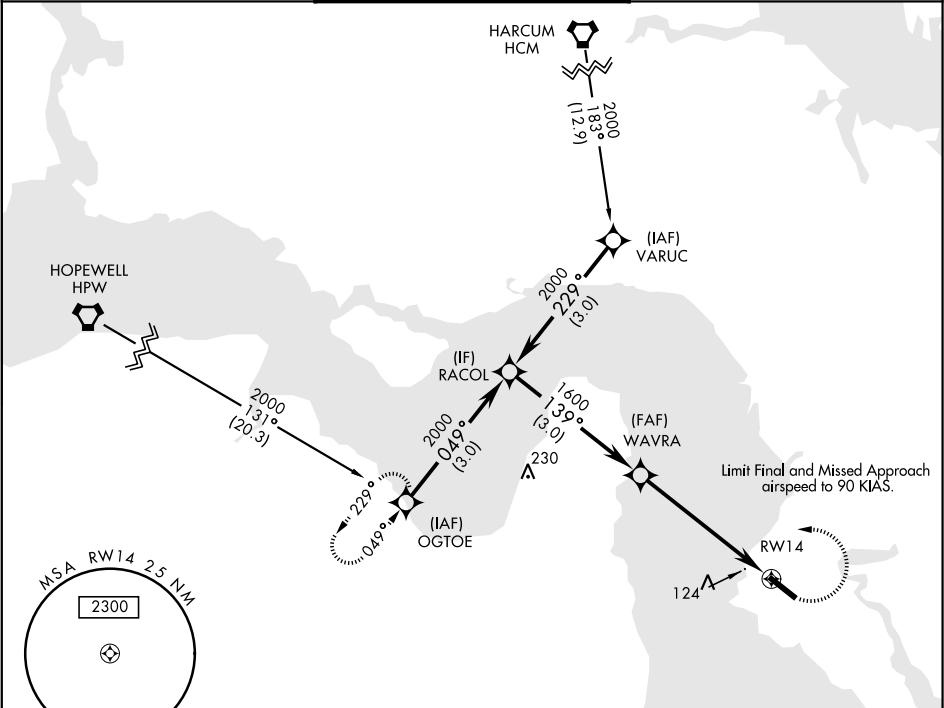 HARCUM
HCM
2000
183°
(12.9)
(IAF)
VARUC
HOPEWELL
HPW
2000
229°
(3.0)
(IF)
RACOL
2000
131°
(20.3)
2000
049°
(3.0)
1600
139°
(3.0)
(FAF)
WAVRA
230
Limit Final and Missed Approach
airspeed to 90 KIAS.
229°
049°
(IAF)
OGTOE
RW14
124
MSA RW14 25 NM
2300